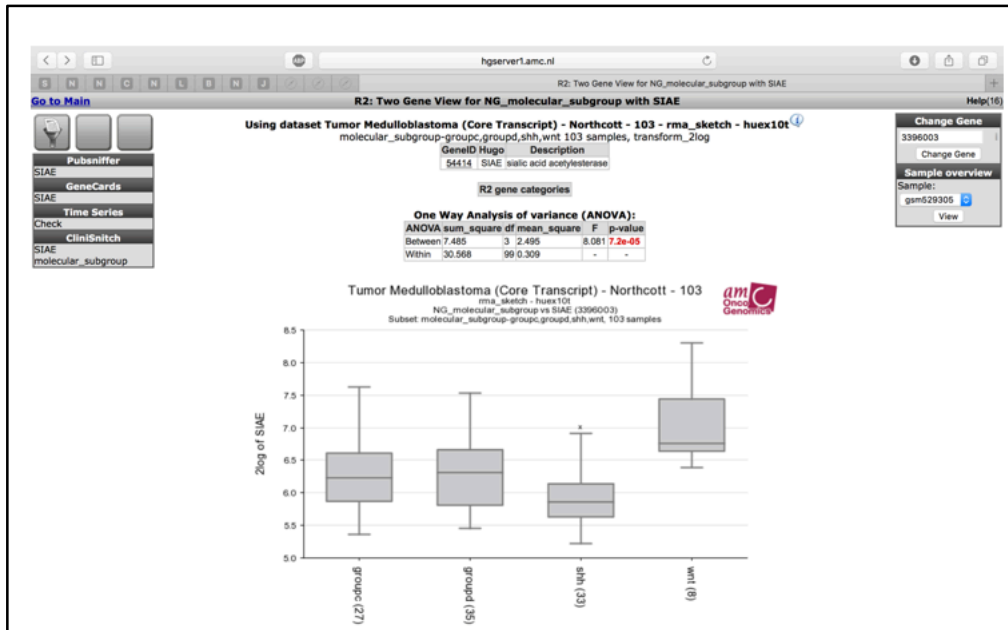 ABP
hgserver1.amc.nl
S N N C N L B N J
R2: Two Gene View for NG_molecular_subgroup with SIAE
+
Go to Main
R2: Two Gene View for NG_molecular_subgroup with SIAE
Help(16)
Using dataset Tumor Medulloblastoma (Core Transcript) - Northcott - 103 - rma_sketch - huex10t
molecular_subgroup-groupc,groupd,shh,wnt 103 samples, transform_2log
GeneID Hugo Description
54414 SIAE sialic acid acetylesterase
R2 gene categories
One Way Analysis of variance (ANOVA):
ANOVA sum_square df mean_square F p-value
Between 7.485 3 2.495 8.081 7.2e-05
Within 30.568 99 0.309 - -
Pubsniffer
SIAE
GeneCards
SIAE
Time Series
Check
CliniSnitch
SIAE
molecular_subgroup
Change Gene
3396003
Change Gene
Sample overview
Sample:
gsm529305
View
Tumor Medulloblastoma (Core Transcript) - Northcott - 103
rma_sketch - huex10t
NG_molecular_subgroup vs SIAE (3396003)
Subset: molecular_subgroup-groupc,groupd,shh,wnt, 103 samples
amc
Onco
Genomics
2log of SIAE
8.5
8.0
7.5
7.0
6.5
6.0
5.5
5.0
groupc (27)
groupd (35)
shh (33)
wnt (8)